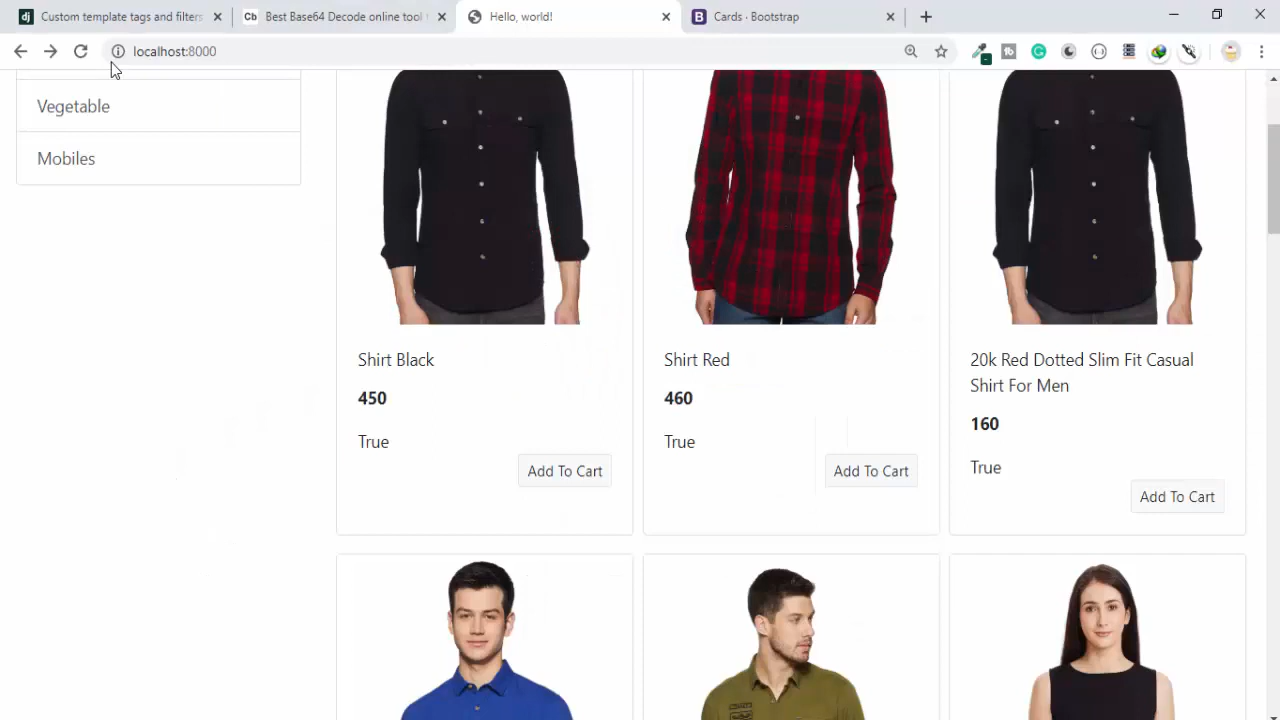 Custom template tags and filters
Best Base64 Decode online tool
Hello, world!
Cards · Bootstrap
localhost:8000
Vegetable
Mobiles
Shirt Black
450
True
Add To Cart
Shirt Red
460
True
Add To Cart
20k Red Dotted Slim Fit Casual
Shirt For Men
160
True
Add To Cart